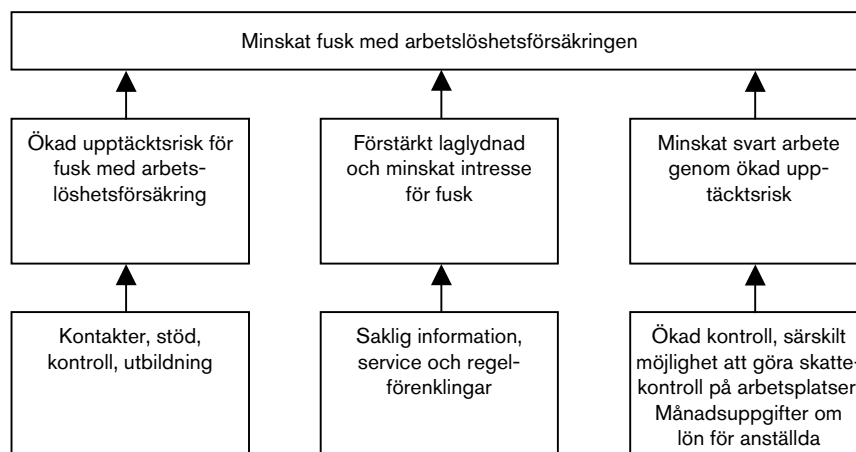 Minskat fusk med arbetslöshetsförsäkringen
Ökad upptäcktsrisk för
fusk med arbets-
löshetsförsäkring
Förstärkt laglydnad
och minskat intresse
för fusk
Minskat svart arbete
genom ökad upp-
täcktsrisk
Kontakter, stöd,
kontroll, utbildning
Saklig information,
service och regel-
förenklingar
Ökad kontroll, särskilt
möjlighet att göra skatte-
kontroll på arbetsplatser
Månadsuppgifter om
lön för anställda